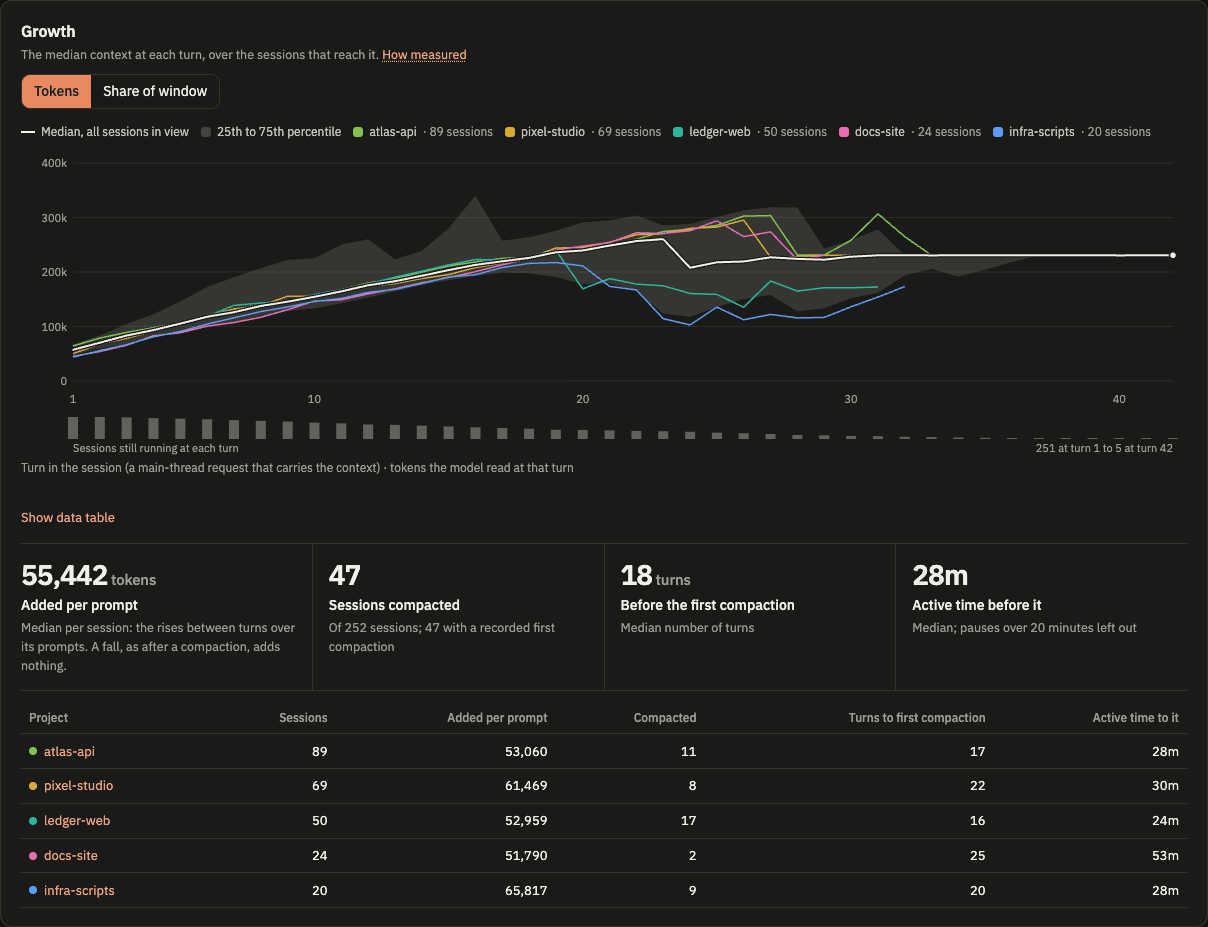 Growth
The median context at each turn, over the sessions that reach it. How measured
Tokens Share of window
Median, all sessions in view 25th to 75th percentile atlas-api · 89 sessions pixel-studio · 69 sessions ledger-web · 50 sessions docs-site · 24 sessions infra-scripts · 20 sessions
400k
300k
200k
100k
0
1 10 20 30 40
Sessions still running at each turn 251 at turn 1 to 5 at turn 42
Turn in the session (a main-thread request that carries the context) · tokens the model read at that turn
Show data table
55,442 tokens
Added per prompt
Median per session: the rises between turns over
its prompts. A fall, as after a compaction, adds
nothing.
47
Sessions compacted
Of 252 sessions; 47 with a recorded first
compaction
18 turns
Before the first compaction
Median number of turns
28m
Active time before it
Median; pauses over 20 minutes left out
Project Sessions Added per prompt Compacted Turns to first compaction Active time to it
atlas-api 89 53,060 11 17 28m
pixel-studio 69 61,469 8 22 30m
ledger-web 50 52,959 17 16 24m
docs-site 24 51,790 2 25 53m
infra-scripts 20 65,817 9 20 28m